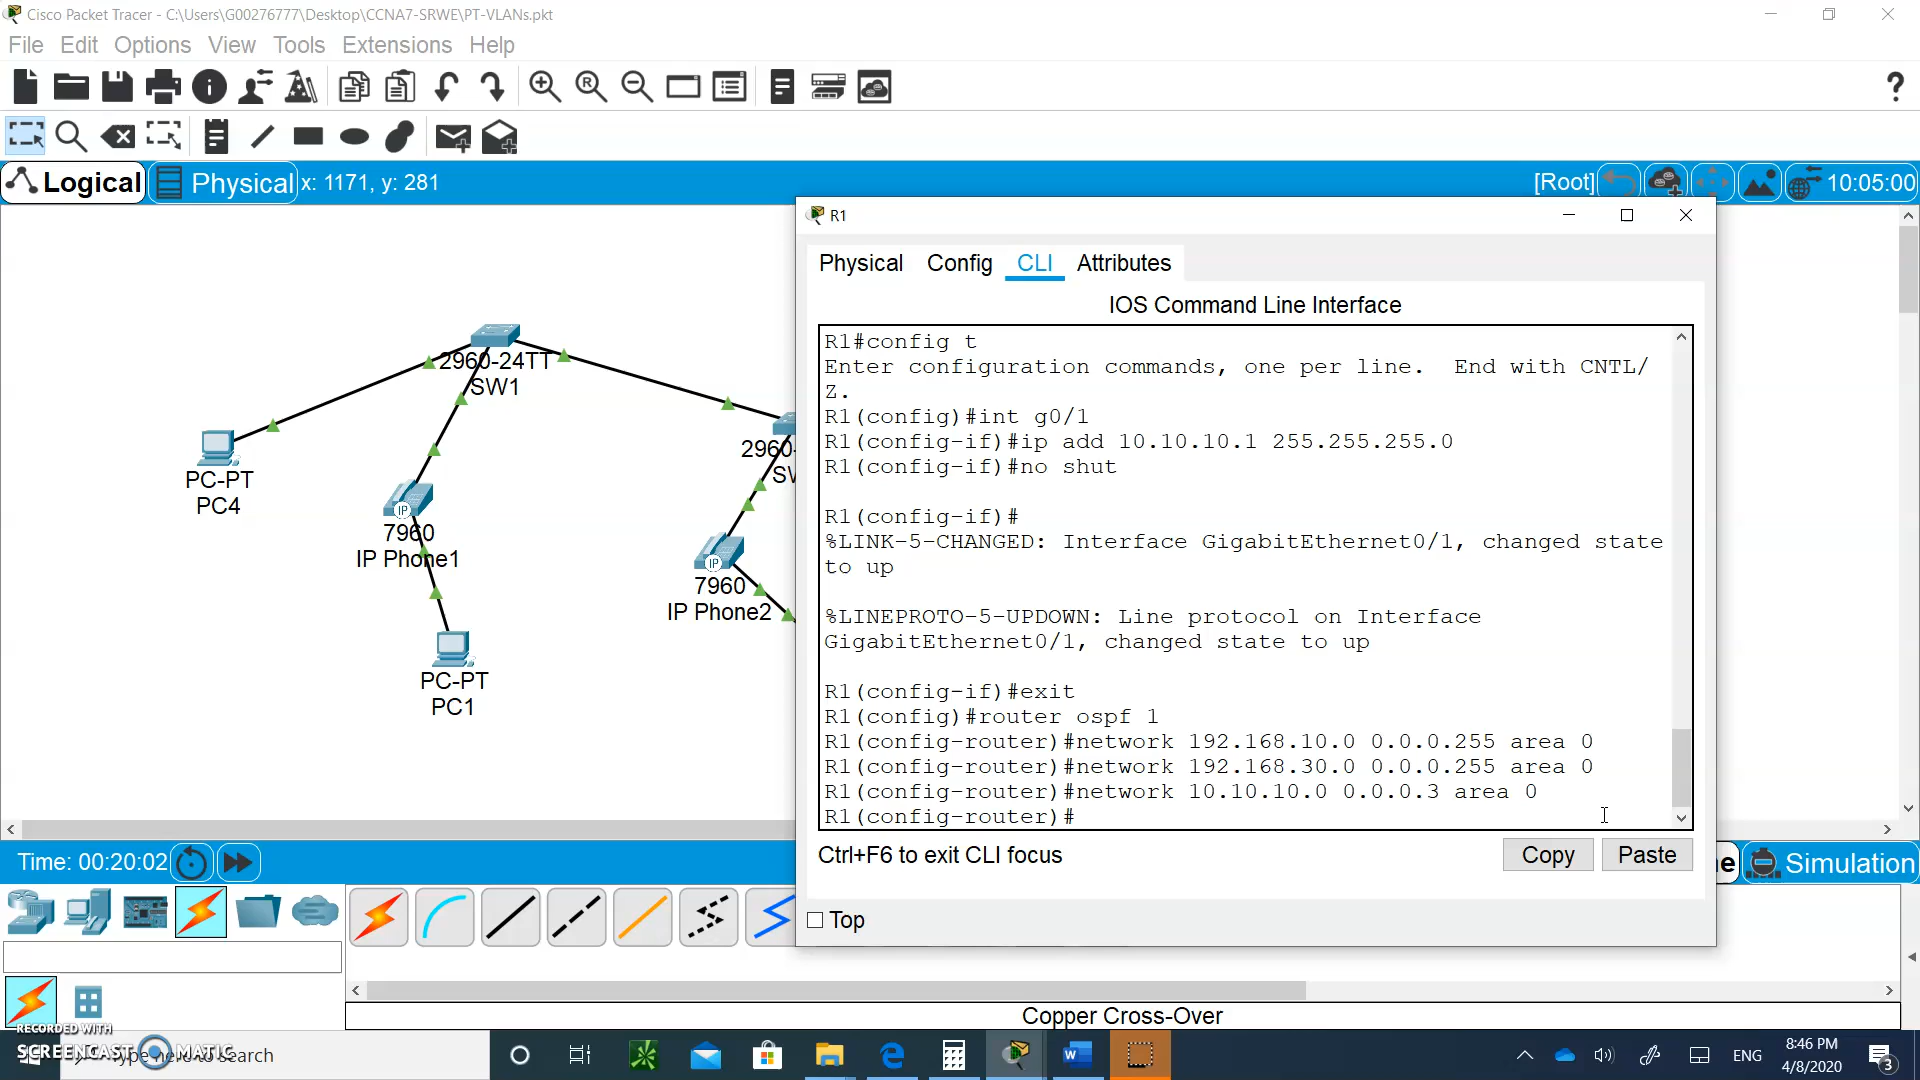 Cisco Packet Tracer - C:\Users\G00276777\Desktop\CCNA7-SRWE\PT-VLANs.pkt
File Edit Options View Tools Extensions Help
?
Logical Physical x: 1171, y: 281
[Root] 10:05:00
2960-24TT
SW1
PC-PT
PC4
IP
7960
IP Phone1
PC-PT
PC1
2960-
IP
7960
IP Phone2
R1
Physical Config CLI Attributes
IOS Command Line Interface
R1#config t
Enter configuration commands, one per line.  End with CNTL/
Z.
R1(config)#int g0/1
R1(config-if)#ip add 10.10.10.1 255.255.255.0
R1(config-if)#no shut
R1(config-if)#
%LINK-5-CHANGED: Interface GigabitEthernet0/1, changed state
to up
%LINEPROTO-5-UPDOWN: Line protocol on Interface
GigabitEthernet0/1, changed state to up
R1(config-if)#exit
R1(config)#router ospf 1
R1(config-router)#network 192.168.10.0 0.0.0.255 area 0
R1(config-router)#network 192.168.30.0 0.0.0.255 area 0
R1(config-router)#network 10.10.10.0 0.0.0.3 area 0
R1(config-router)#
Ctrl+F6 to exit CLI focus
Copy Paste
Top
Time: 00:20:02
Simulation
Copper Cross-Over
RECORDED WITH
SCREENCAST MATIC
here to search
ENG
8:46 PM
4/8/2020
3